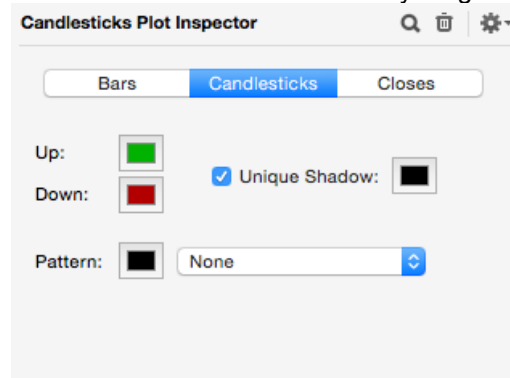 Candlesticks Plot Inspector
Bars Candlesticks Closes
Up:
Unique Shadow:
Down:
Pattern: None